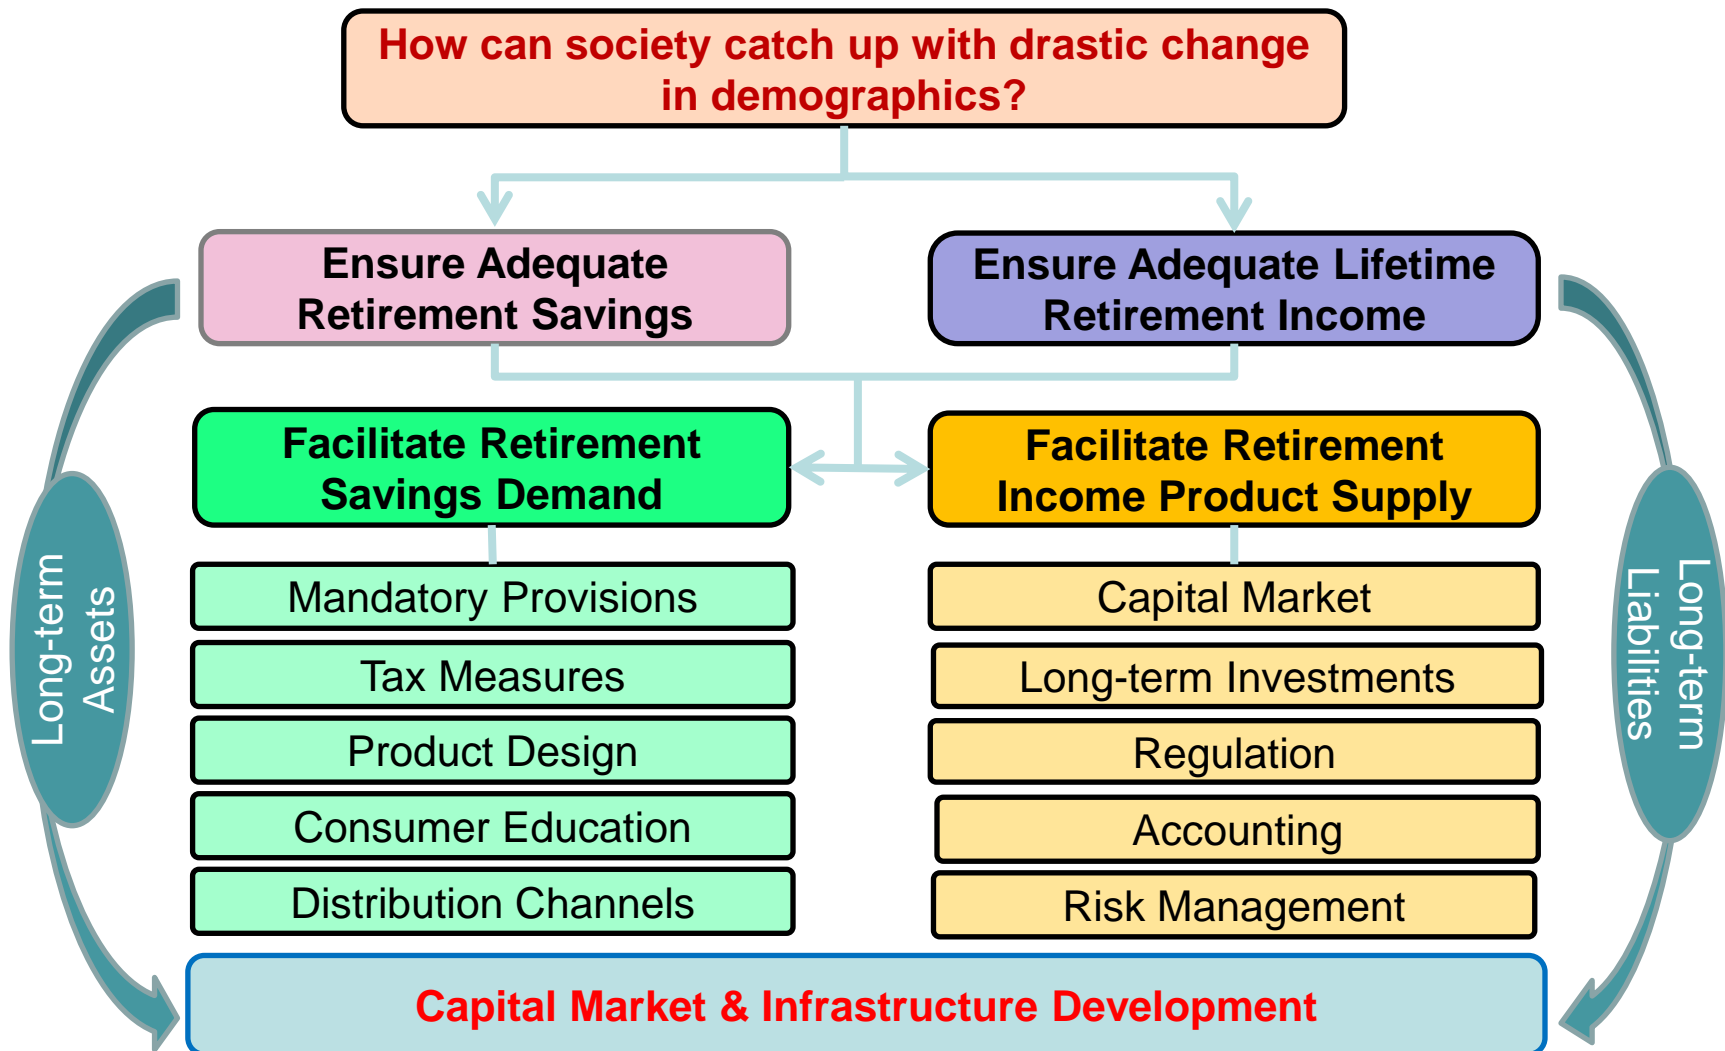 How can society catch up with drastic change
in demographics?
Ensure Adequate
Retirement Savings
Ensure Adequate Lifetime
Retirement Income
Facilitate Retirement
Savings Demand
Facilitate Retirement
Income Product Supply
Mandatory Provisions
Tax Measures
Product Design
Consumer Education
Distribution Channels
Capital Market
Long-term Investments
Regulation
Accounting
Risk Management
Long-term
Assets
Long-term
Liabilities
Capital Market & Infrastructure Development